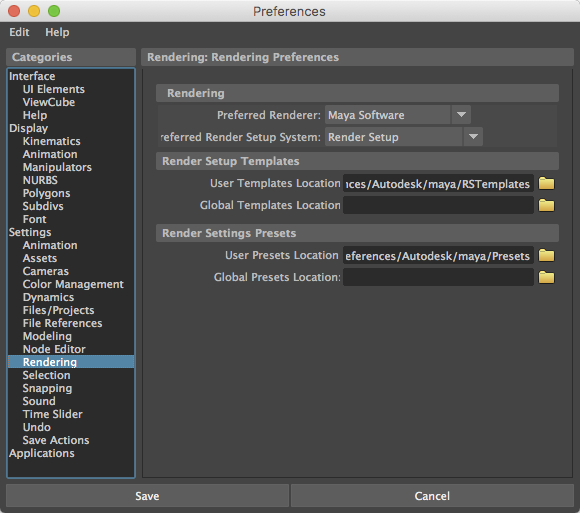 Preferences
Edit Help
Categories
Interface
UI Elements
ViewCube
Help
Display
Kinematics
Animation
Manipulators
NURBS
Polygons
Subdivs
Font
Settings
Animation
Assets
Cameras
Color Management
Dynamics
Files/Projects
File References
Modeling
Node Editor
Rendering
Selection
Snapping
Sound
Time Slider
Undo
Save Actions
Applications
Rendering: Rendering Preferences
Rendering
Preferred Renderer: Maya Software
referred Render Setup System: Render Setup
Render Setup Templates
User Templates Location nces/Autodesk/maya/RSTemplates
Global Templates Location
Render Settings Presets
User Presets Location eferences/Autodesk/maya/Presets
Global Presets Location:
Save Cancel